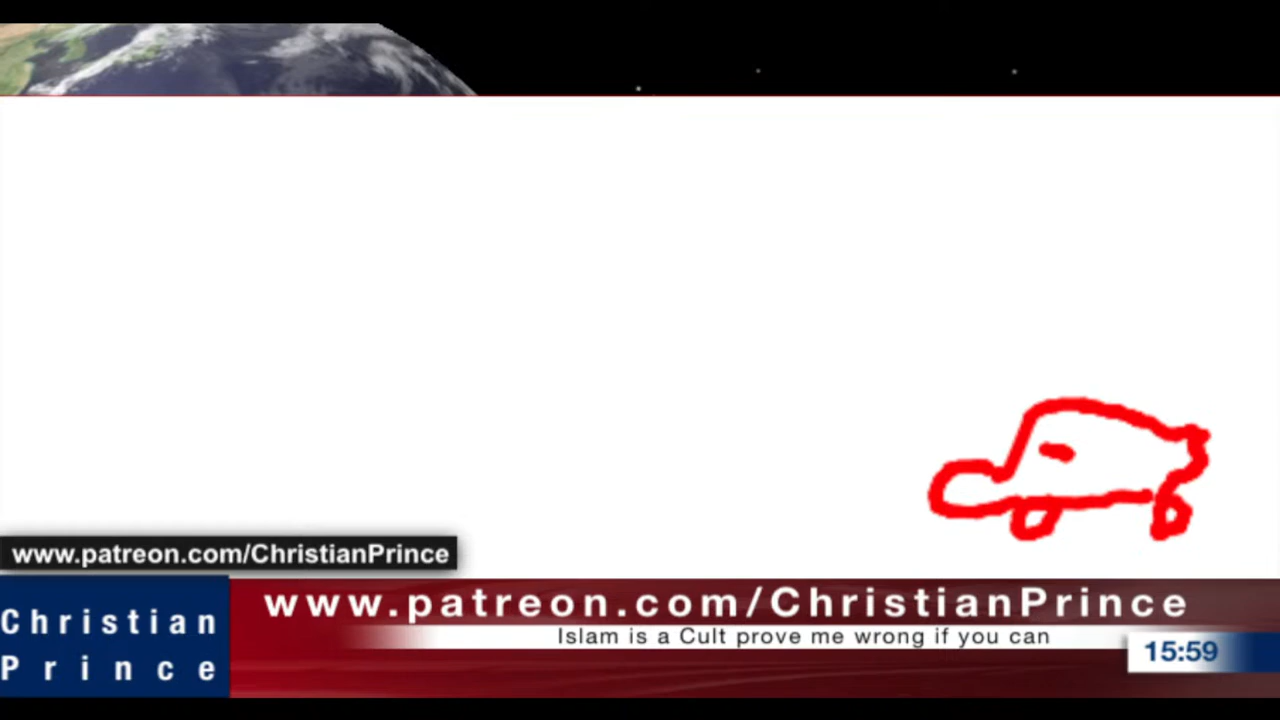 www.patreon.com/ChristianPrince
Christian
Prince
www.patreon.com/ChristianPrince
Islam is a Cult prove me wrong if you can
15:59